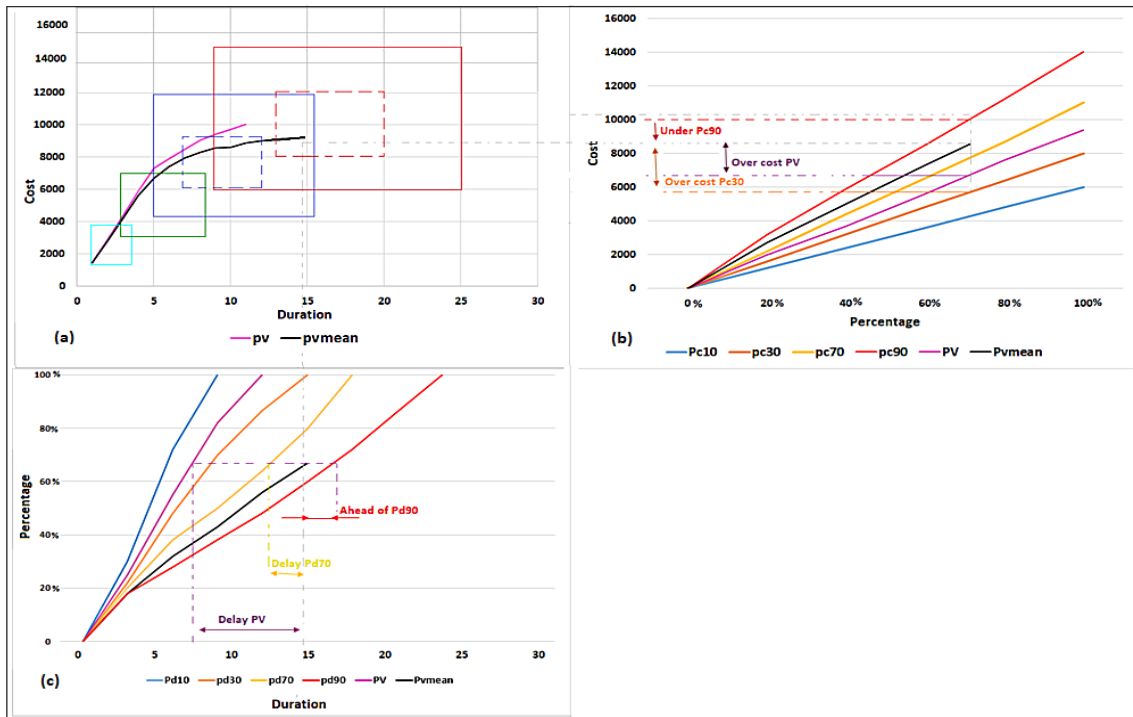 16000
14000
12000
10000
8000
6000
4000
2000
0
Cost
0 5 10 15 20 25 30
Duration
(a)
pv pvmean
16000
14000
12000
10000
8000
6000
4000
2000
0
Cost
Under Pc90
Over cost PV
Over cost Pc30
0 % 20% 40% 60% 80% 100%
Percentage
(b)
Pc10 pc30 pc70 pc90 PV Pvmean
100 %
80%
60%
40%
20%
0
Percentage
Ahead of Pd90
Delay Pd70
Delay PV
0 5 10 15 20 25 30
(c)
Pd10 pd30 pd70 pd90 PV Pvmean
Duration